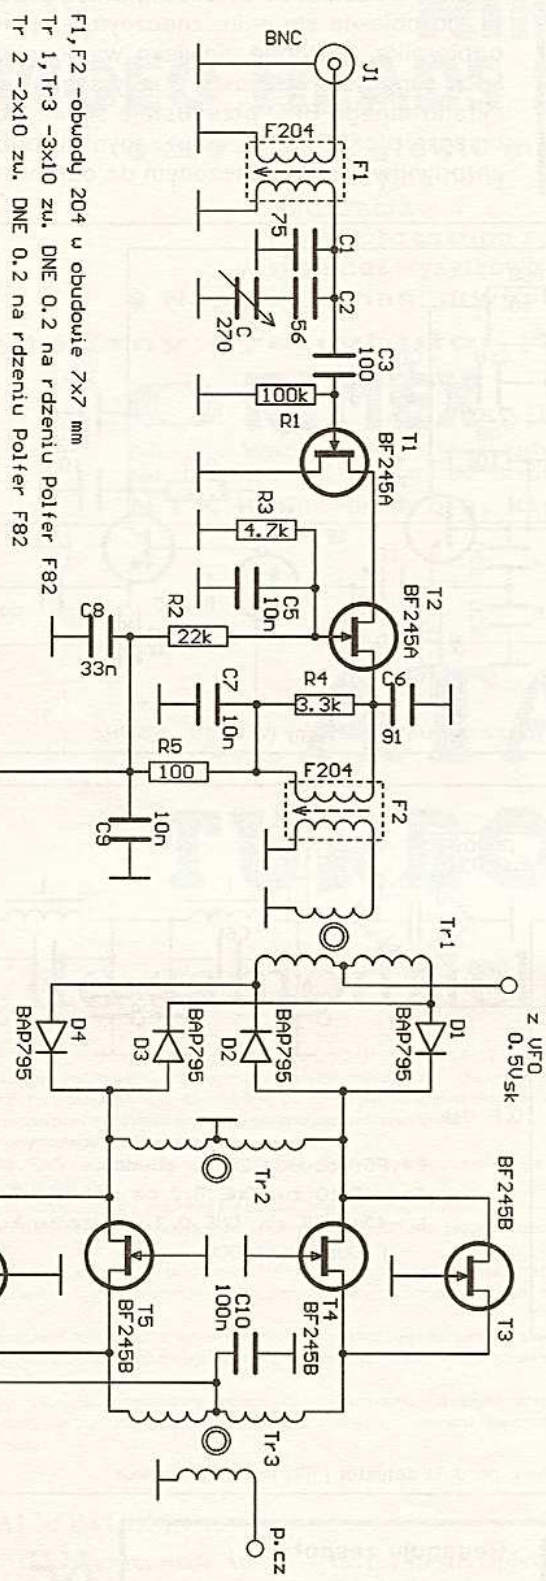 BNC
J1
F204
F1
75
C1
56
C2
C
270
C3
100
100k
R1
T1
BF245A
R3
4.7k
C5
10n
T2
BF245A
R2
22k
C8
33n
C7
10n
R4
3.3k
C6
91
R5
100
F204
F2
10n
C9
Tr1
z VFO
0.5Vsk
D1
BAP795
D2
BAP795
D3
BAP795
D4
BAP795
Tr2
BF245B
T3
T4
BF245B
T5
BF245B
C10
100n
Tr3
p.cz
F1,F2 -obwody 204 w obudowie 7x7 mm
Tr 1,Tr3 -3x10 zw. DNE 0.2 na rdzeniu Polfer F82
Tr 2 -2x10 zw. DNE 0.2 na rdzeniu Polfer F82